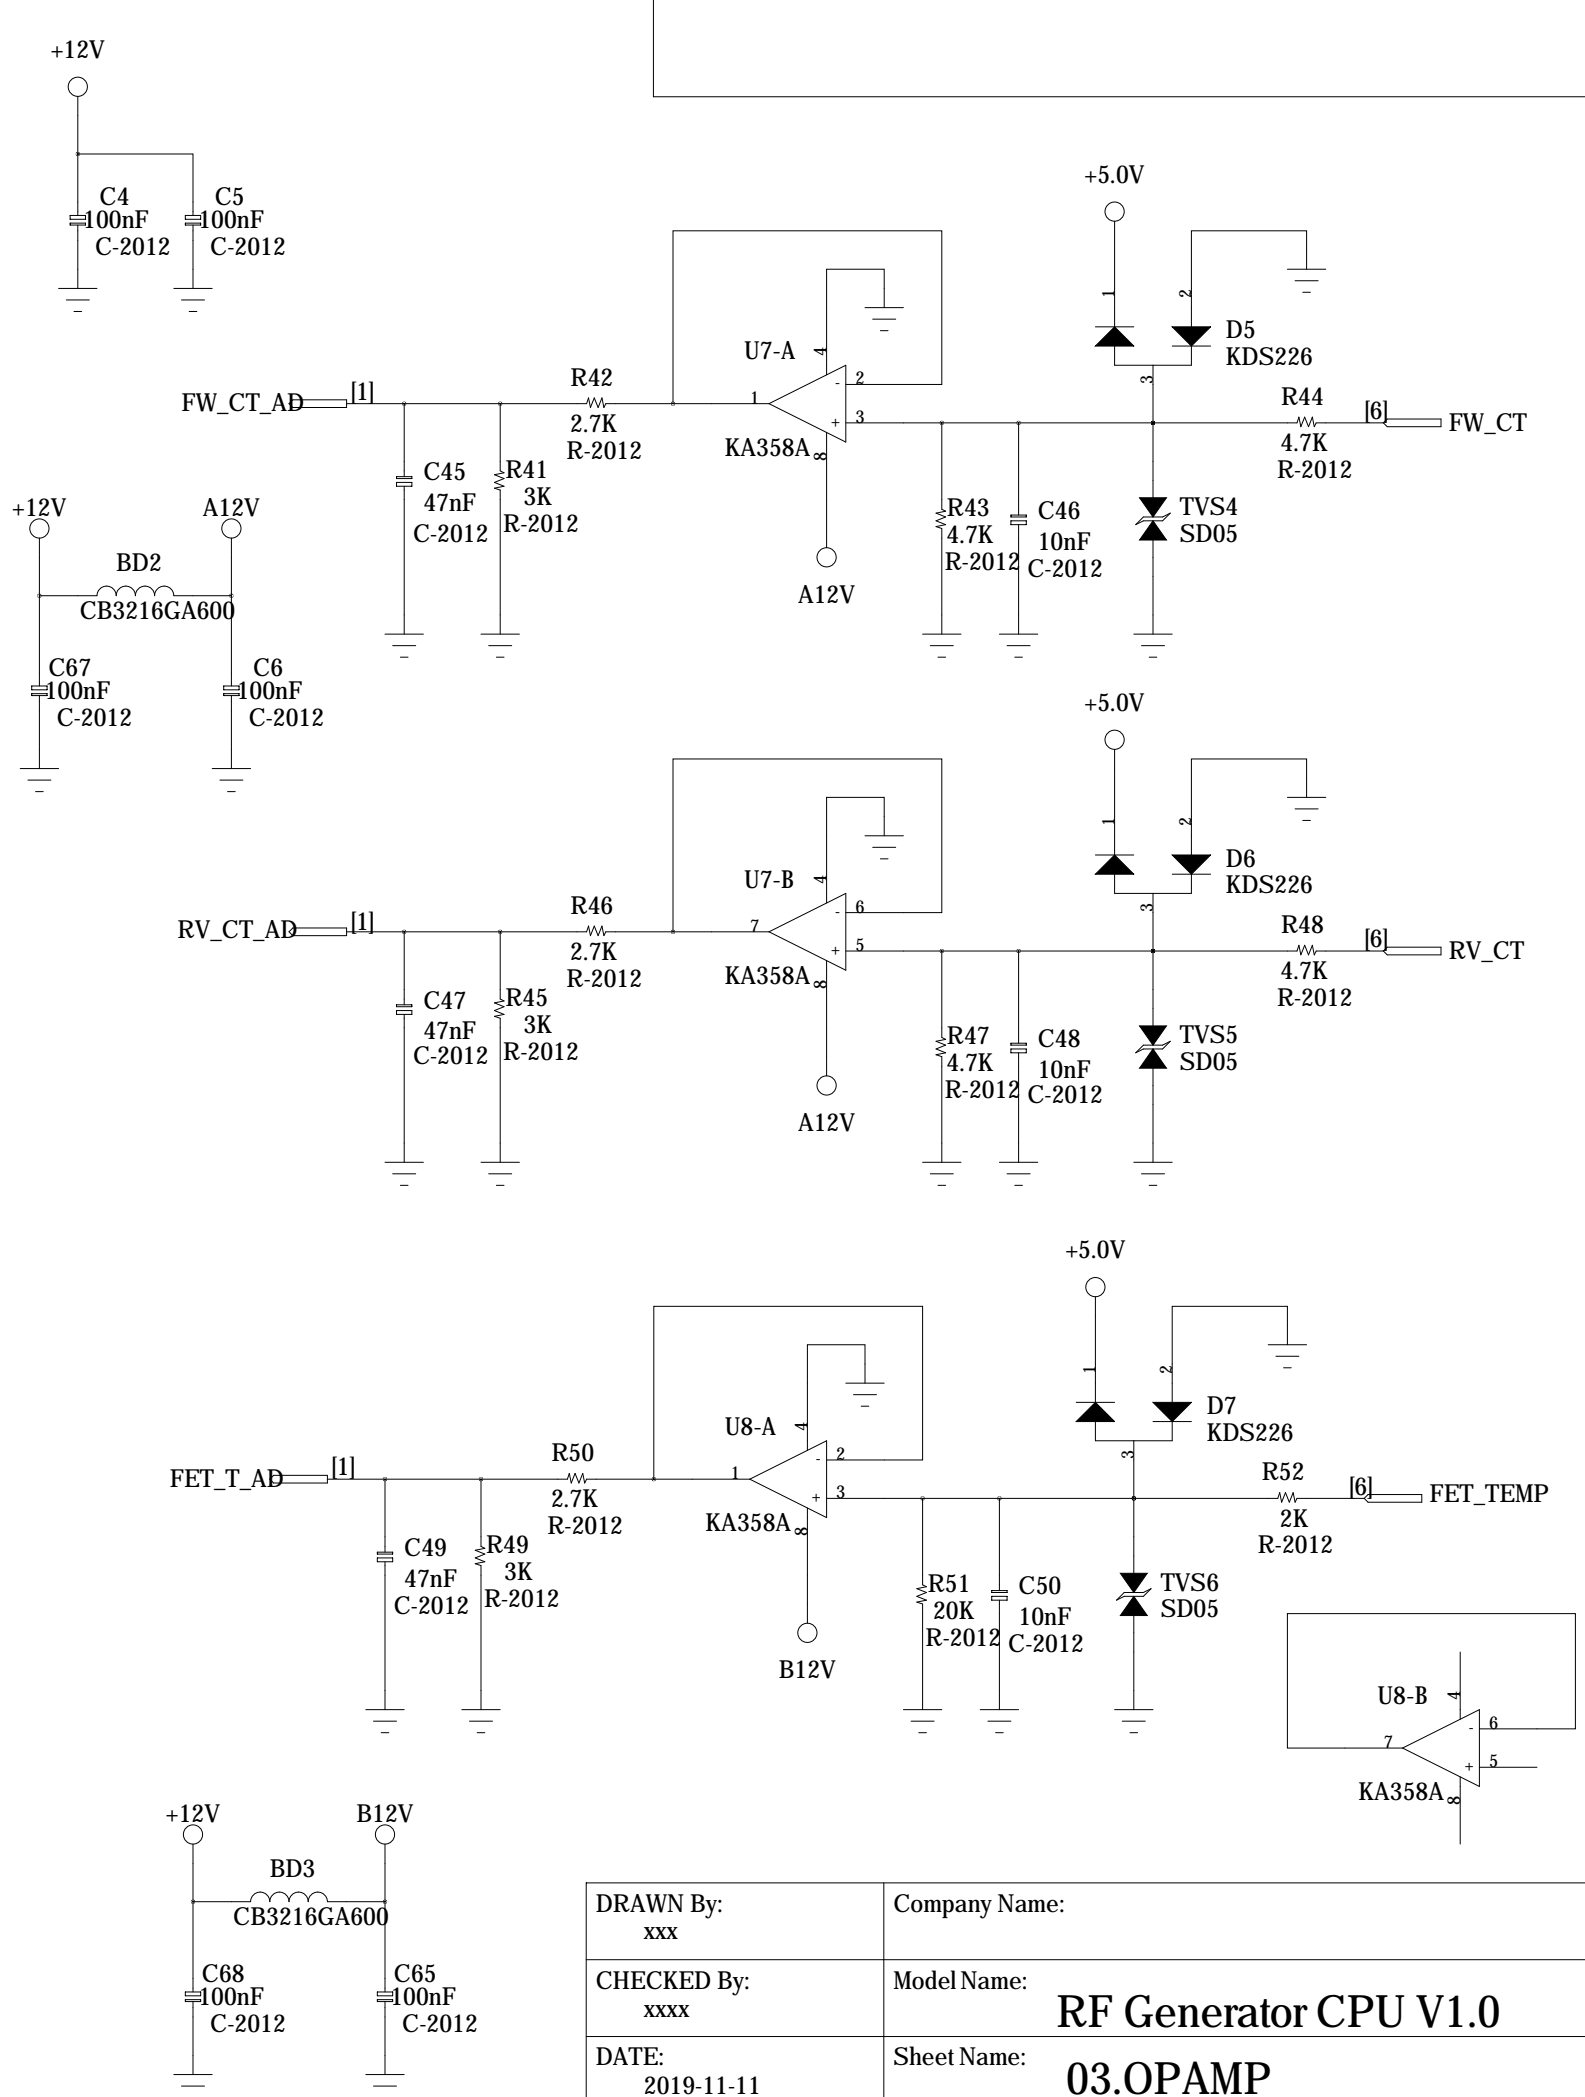 +12V
C4
100nF
C-2012
C5
100nF
C-2012
+5.0V
1
2
D5
KDS226
3
U7-A
4
2
-
3
+
1
KA358A
8
A12V
FW_CT_AD
[1]
R42
2.7K
R-2012
C45
47nF
C-2012
R41
3K
R-2012
R43
4.7K
R-2012
C46
10nF
C-2012
TVS4
SD05
R44
4.7K
R-2012
[6]
FW_CT
+12V
A12V
BD2
CB3216GA600
C67
100nF
C-2012
C6
100nF
C-2012
+5.0V
1
2
D6
KDS226
3
U7-B
4
6
-
5
+
7
KA358A
8
A12V
RV_CT_AD
[1]
R46
2.7K
R-2012
C47
47nF
C-2012
R45
3K
R-2012
R47
4.7K
R-2012
C48
10nF
C-2012
TVS5
SD05
R48
4.7K
R-2012
[6]
RV_CT
+5.0V
1
2
D7
KDS226
3
U8-A
4
2
-
3
+
1
KA358A
8
B12V
FET_T_AD
[1]
R50
2.7K
R-2012
C49
47nF
C-2012
R49
3K
R-2012
R51
20K
R-2012
C50
10nF
C-2012
TVS6
SD05
R52
2K
R-2012
[6]
FET_TEMP
U8-B
4
6
-
5
+
7
KA358A
8
+12V
B12V
BD3
CB3216GA600
C68
100nF
C-2012
C65
100nF
C-2012
DRAWN By:
xxx
Company Name:
CHECKED By:
xxxx
Model Name:
RF Generator CPU V1.0
DATE:
2019-11-11
Sheet Name:
03.OPAMP